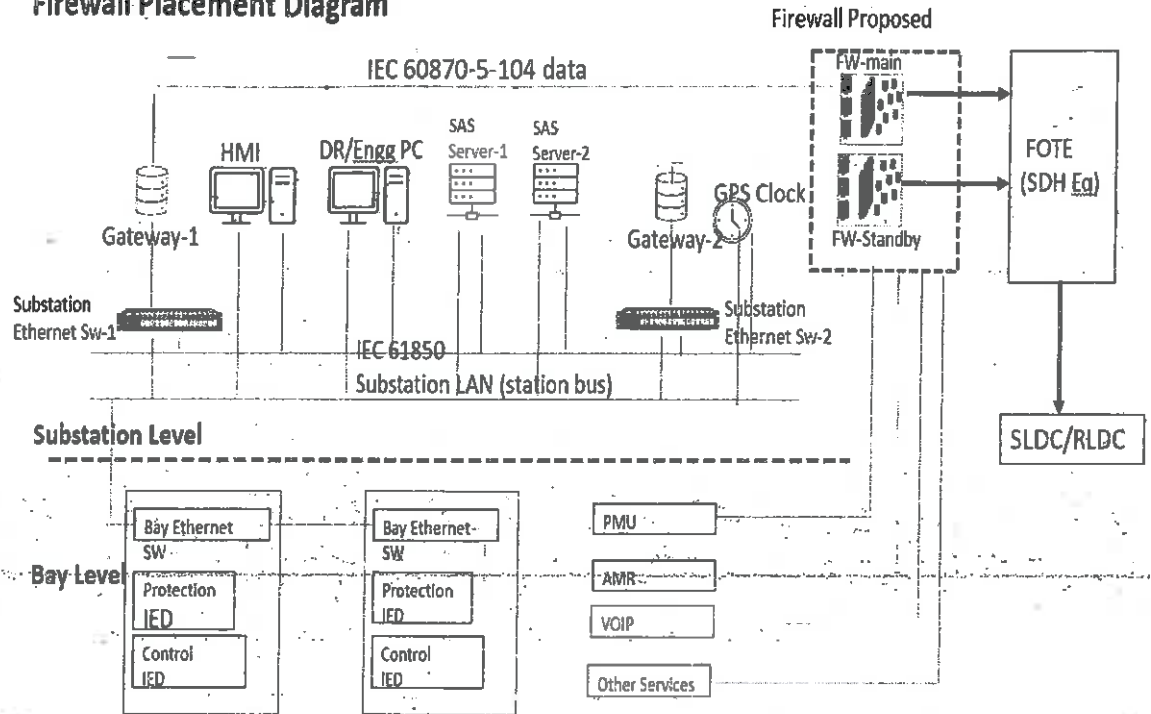 Firewall Placement Diagram
Firewall Proposed
IEC 60870-5-104 data
FW-main
HMI
DR/Engg PC
SAS
Server-1
SAS
Server-2
FOTE
(SDH Eq)
GPS Clock
Gateway-1
Gateway-2
FW-Standby
Substation
Ethernet Sw-1
Substation
Ethernet Sw-2
IEC 61850
Substation LAN (station bus)
Substation Level
SLDC/RLDC
Bay Ethernet
SW
Bay Ethernet
SW
PMU
Bay Level
Protection
IED
Protection
IED
AMR
VOIP
Control
IED
Control
IED
Other Services